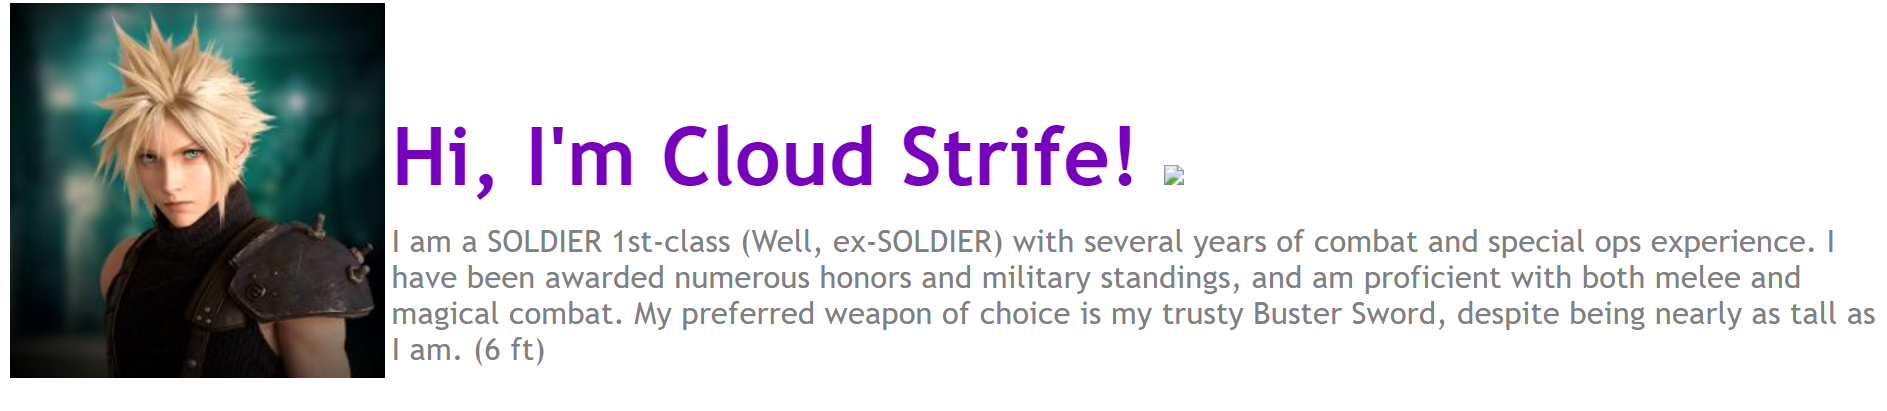 Hi, I'm Cloud Strife!
I am a SOLDIER 1st-class (Well, ex-SOLDIER) with several years of combat and special ops experience. I
have been awarded numerous honors and military standings, and am proficient with both melee and
magical combat. My preferred weapon of choice is my trusty Buster Sword, despite being nearly as tall as
I am. (6 ft)